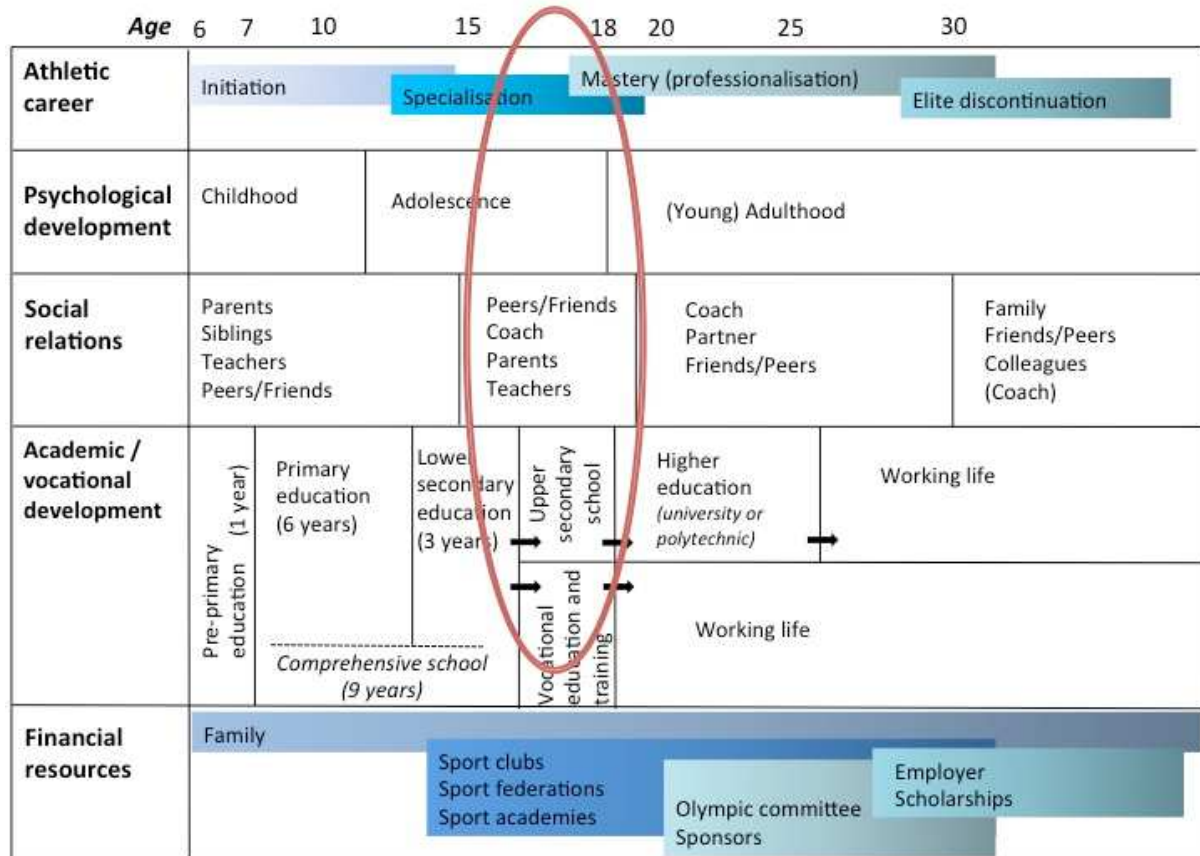 Age 6 7 10 15 18 20 25 30
Athletic
career
Initiation
Specialisation
Mastery (professionalisation)
Elite discontinuation
Psychological
development
Childhood
Adolescence
(Young) Adulthood
Social
relations
Parents
Siblings
Teachers
Peers/Friends
Peers/Friends
Coach
Parents
Teachers
Coach
Partner
Friends/Peers
Family
Friends/Peers
Colleagues
(Coach)
Academic /
vocational
development
Pre-primary
education (1 year)
Primary
education
(6 years)
Lower
secondary
education
(3 years)
Comprehensive school
(9 years)
Upper
secondary
school
Vocational
education and
training
Higher
education
(university or
polytechnic)
Working life
Working life
Financial
resources
Family
Sport clubs
Sport federations
Sport academies
Olympic committee
Sponsors
Employer
Scholarships